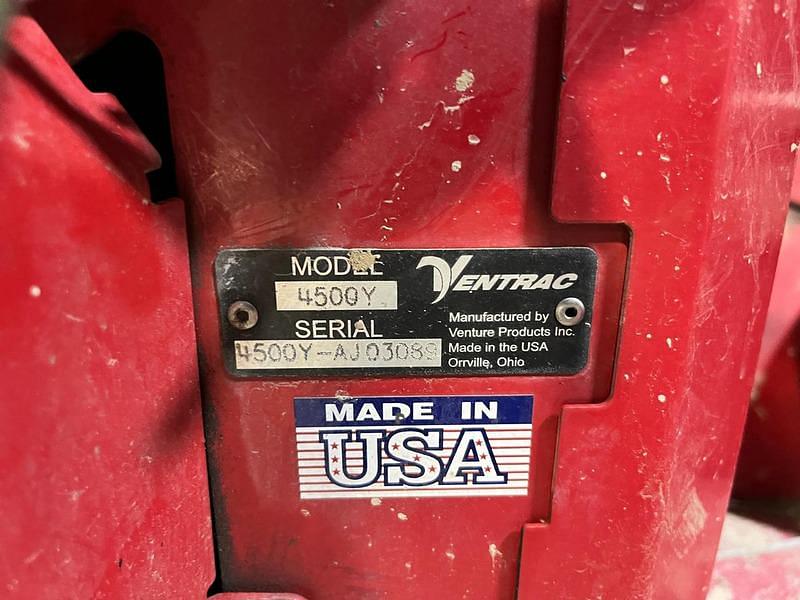 MODEL
4500Y
SERIAL
4500Y-AJ03089
VENTRAC
Manufactured by
Venture Products Inc.
Made in the USA
Orrville, Ohio
MADE IN
USA